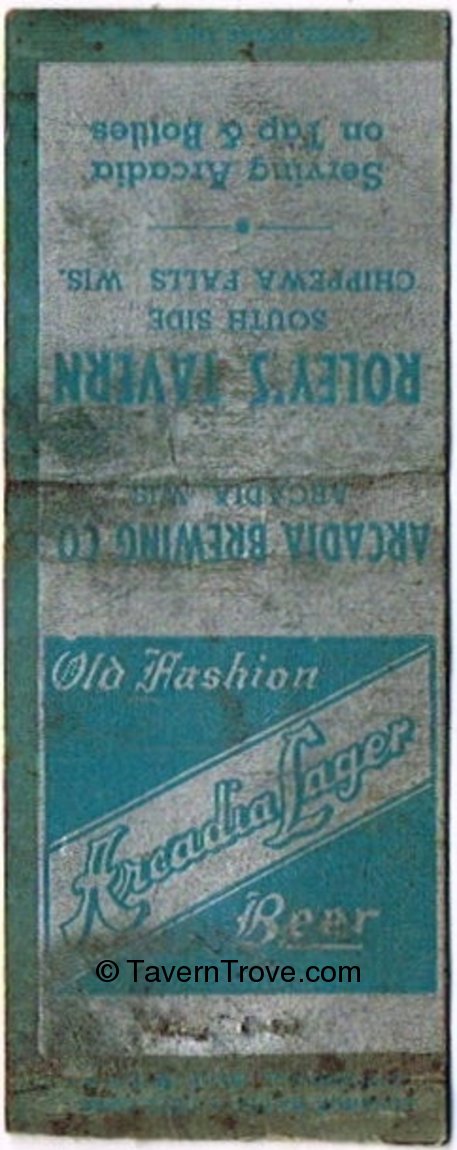 Serving Arcadia
on Tap & Bottles
CHIPPEWA FALLS WIS.
SOUTH SIDE
ROLEY'S TAVERN
ARCADIA WIS.
ARCADIA BREWING CO
Old Fashion
Arcadia Lager
Beer
© TavernTrove.com